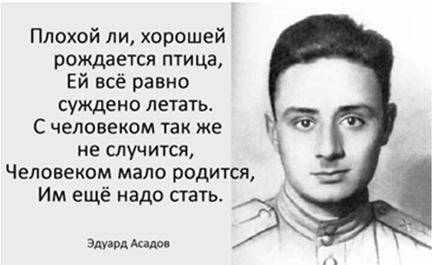 Плохой ли, хорошей
рождается птица,
Ей всё равно
суждено летать.
С человеком так же
не случится,
Человеком мало родится,
Им ещё надо стать.
Эдуард Асадов